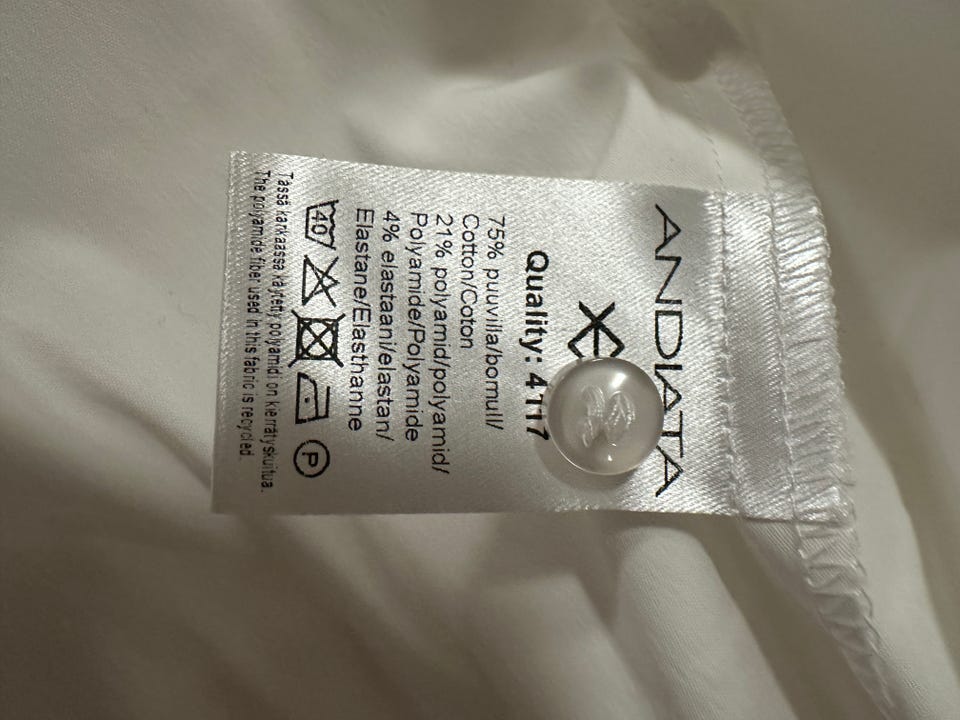 ANDIATA
Quality: 4117
75% puuvilla/bomull/
Cotton/Coton
21% polyamid/polyamid/
Polyamide/Polyamide
4% elastaani/elastan/
Elastane/Elasthanne
40 P
Tässä kankaassa käytetty polyamidi on kierrätyskuitua.
The polyamide fiber used in this fabric is recycled.